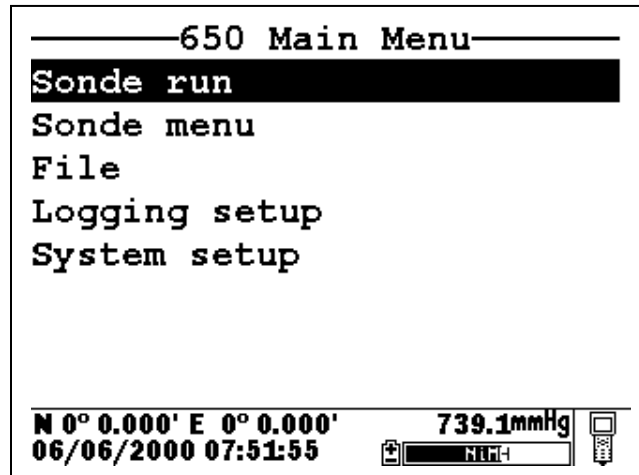 650 Main Menu
Sonde run
Sonde menu
File
Logging setup
System setup
N 0° 0.000' E 0° 0.000' 739.1mmHg
06/06/2000 07:51:55 NiMH